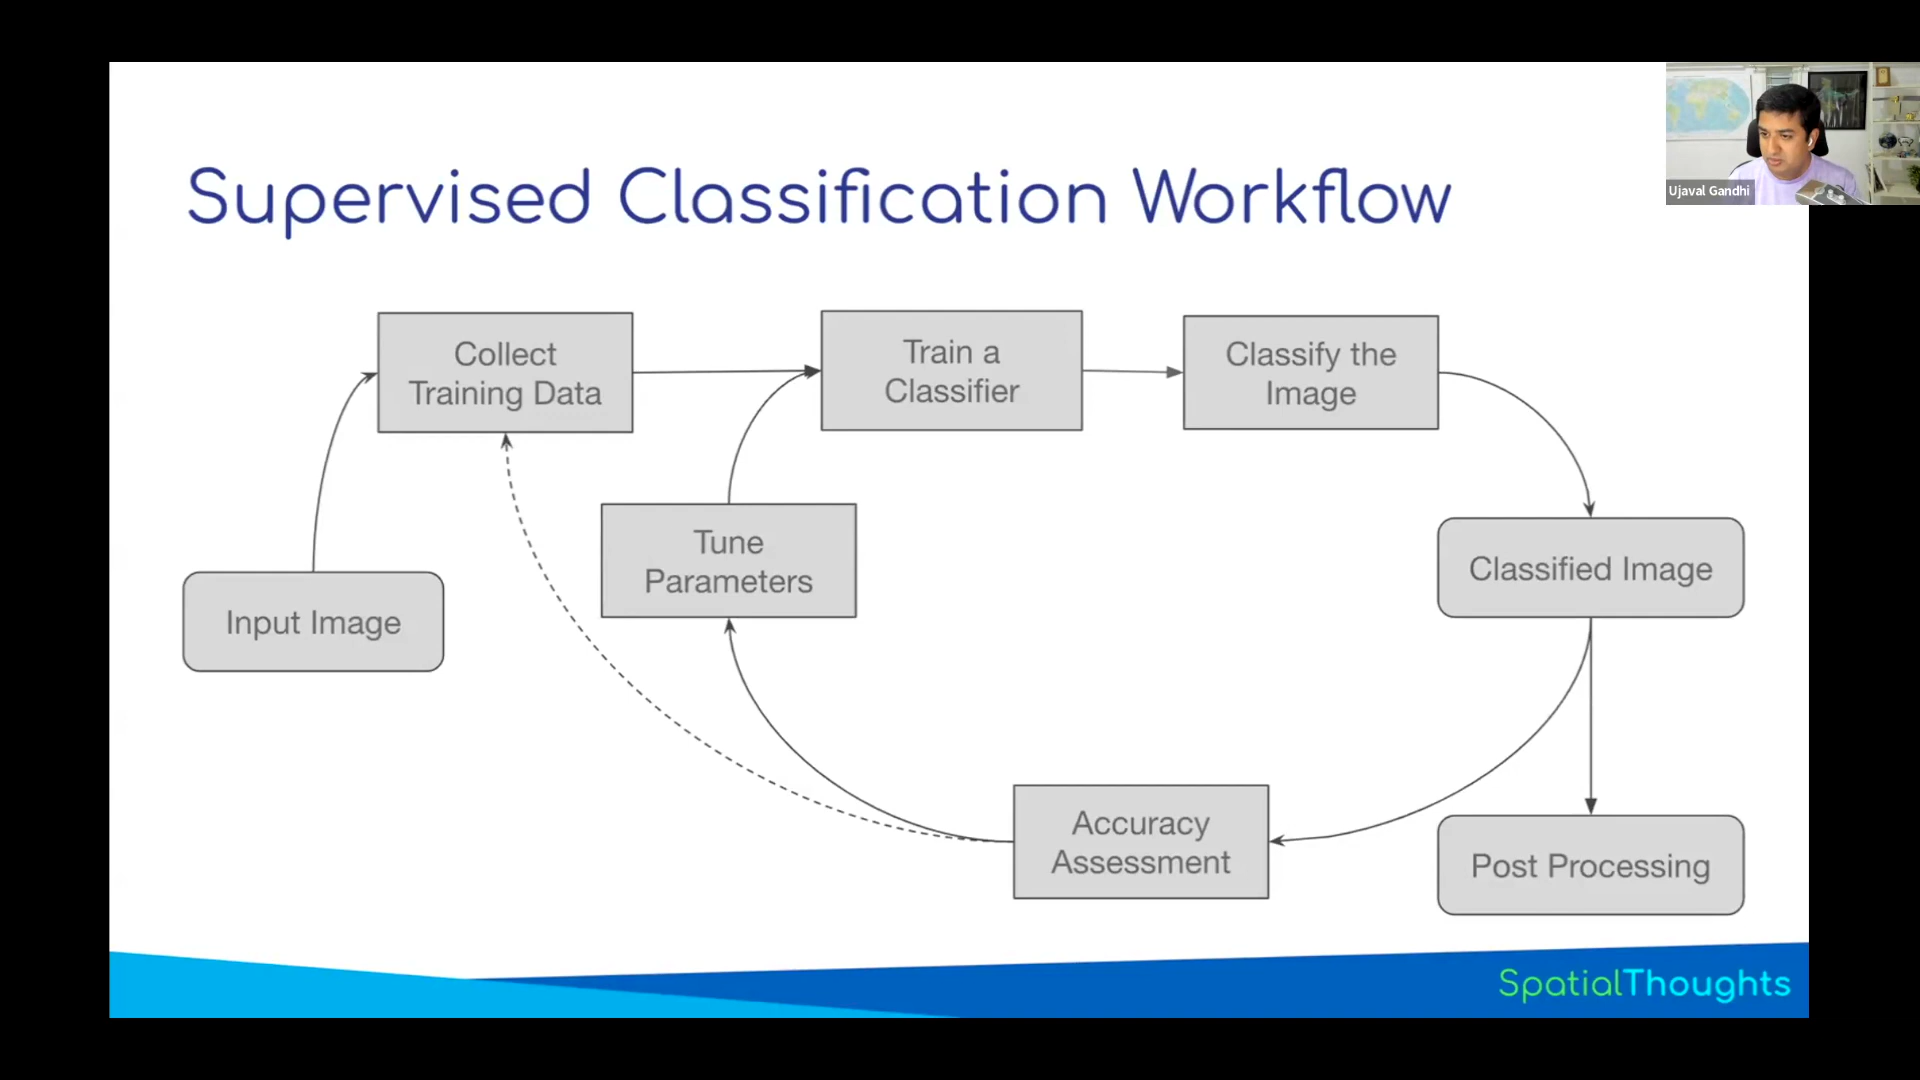 Supervised Classification Workflow
Ujaval Gandhi
Collect
Training Data
Train a
Classifier
Classify the
Image
Tune
Parameters
Classified Image
Input Image
Accuracy
Assessment
Post Processing
SpatialThoughts